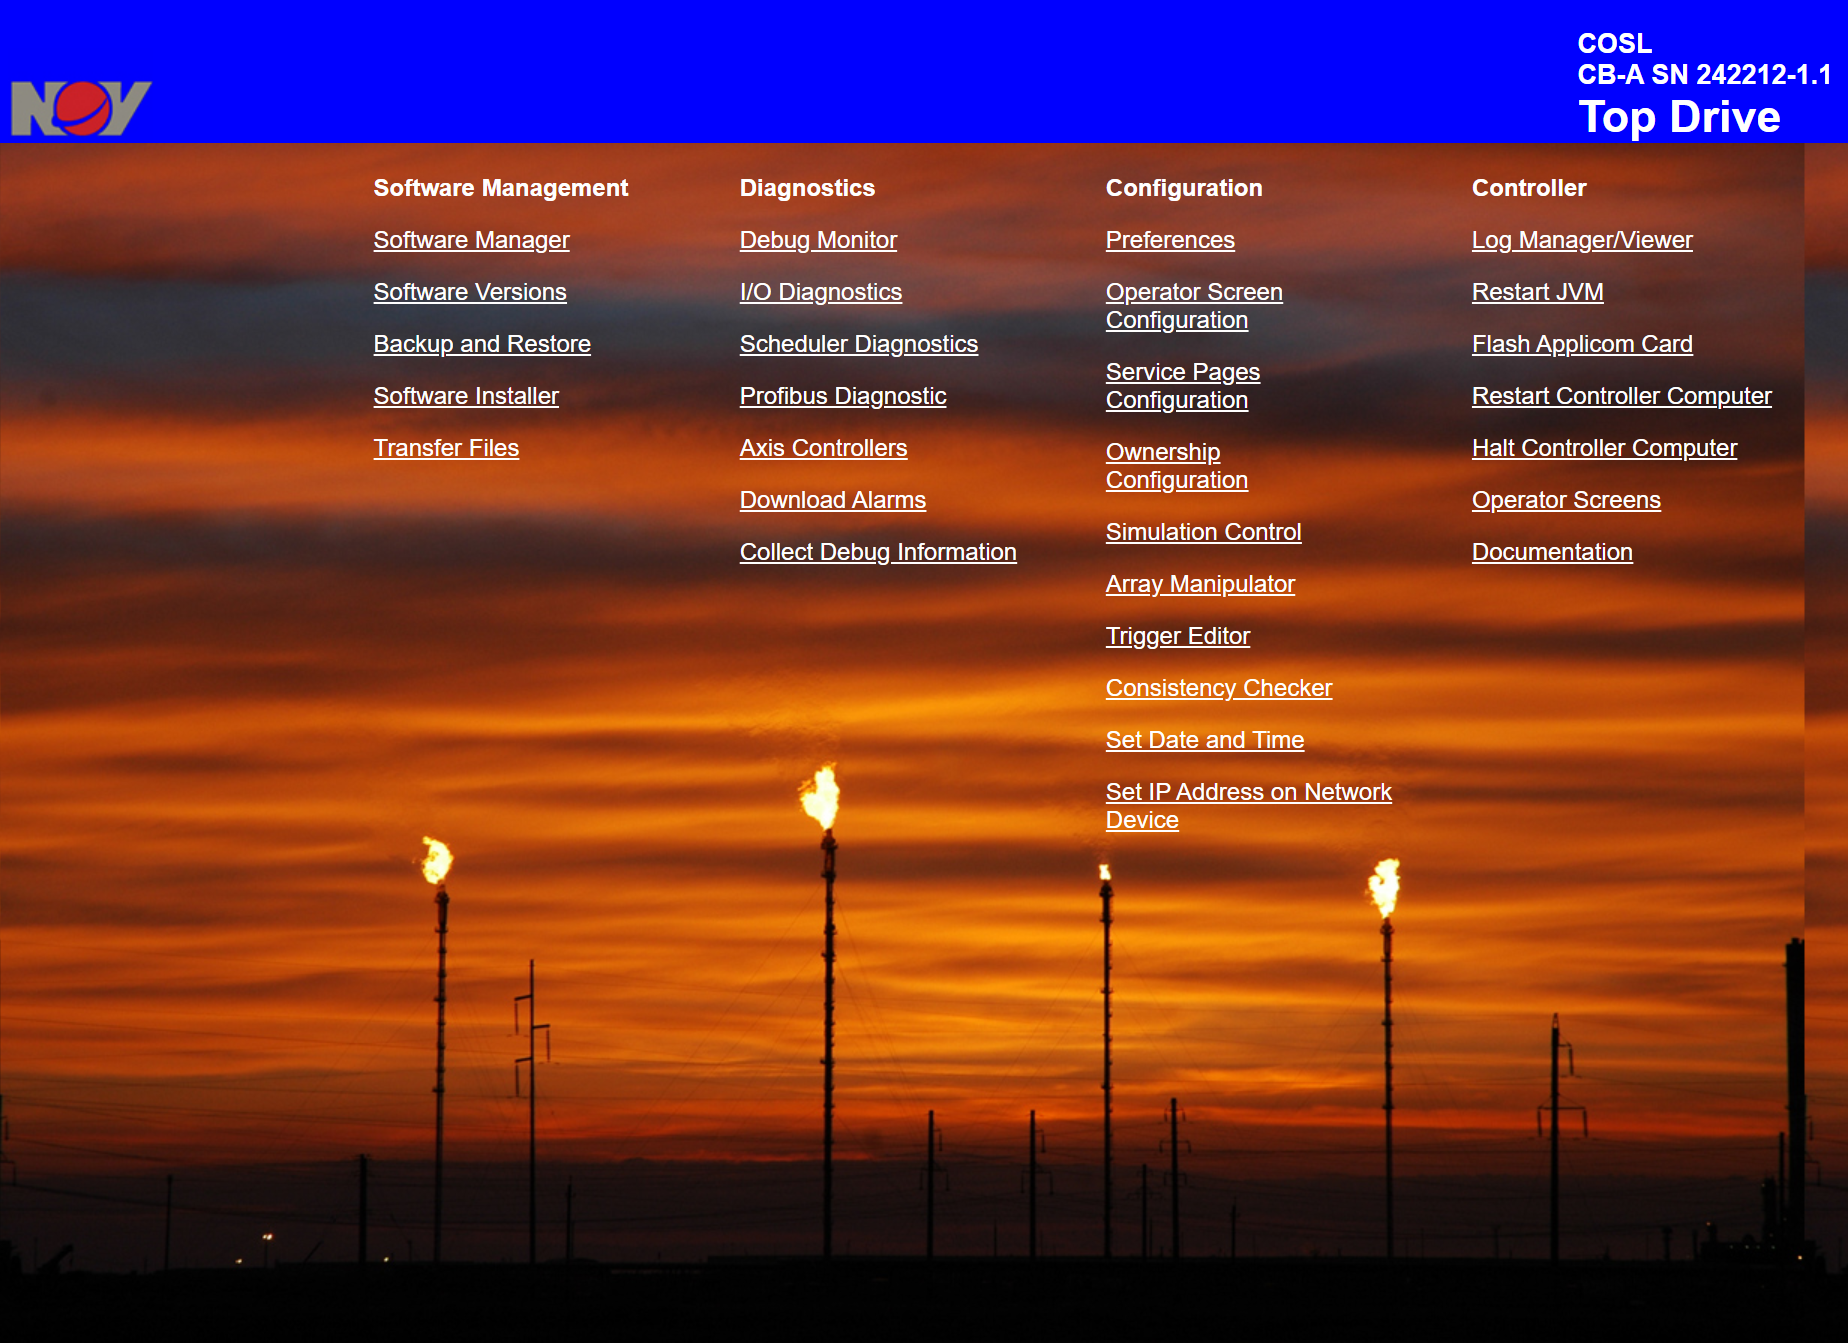 NOV
COSL
CB-A SN 242212-1.1
Top Drive
Software Management
Software Manager
Software Versions
Backup and Restore
Software Installer
Transfer Files
Diagnostics
Debug Monitor
I/O Diagnostics
Scheduler Diagnostics
Profibus Diagnostic
Axis Controllers
Download Alarms
Collect Debug Information
Configuration
Preferences
Operator Screen
Configuration
Service Pages
Configuration
Ownership
Configuration
Simulation Control
Array Manipulator
Trigger Editor
Consistency Checker
Set Date and Time
Set IP Address on Network
Device
Controller
Log Manager/Viewer
Restart JVM
Flash Applicom Card
Restart Controller Computer
Halt Controller Computer
Operator Screens
Documentation